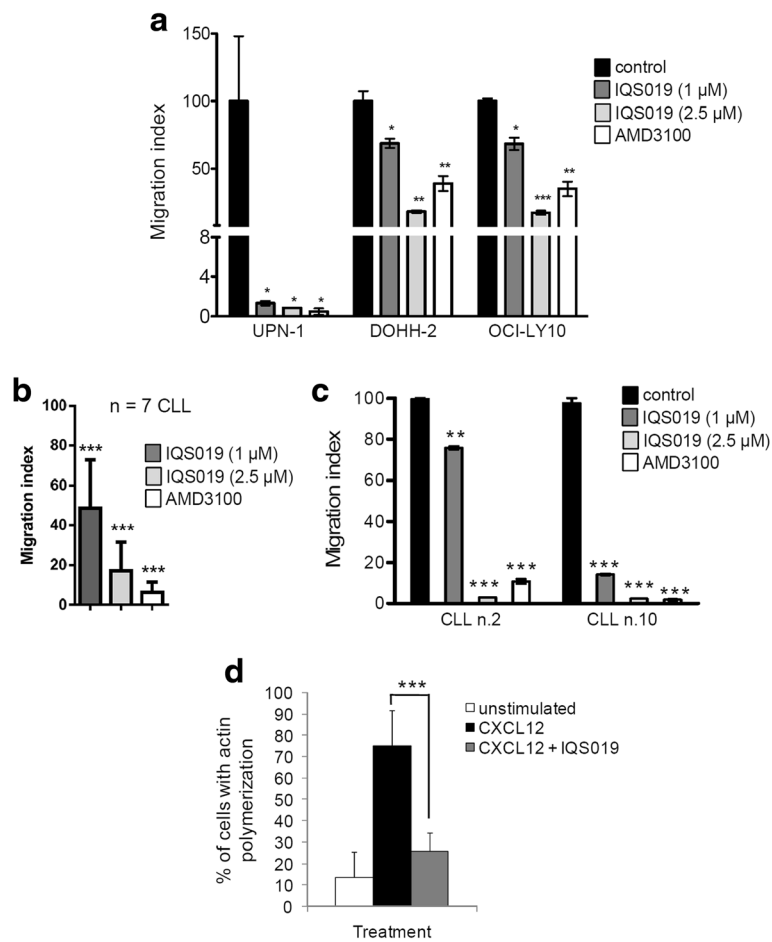 a
150
100
50
8
4
0
Migration index
* * *
* ** **
* *** **
UPN-1 DOHH-2 OCI-LY10
control
IQS019 (1 µM)
IQS019 (2.5 µM)
AMD3100
b
n = 7 CLL
100
80
60
40
20
0
Migration index
***
***
***
IQS019 (1 µM)
IQS019 (2.5 µM)
AMD3100
c
100
80
60
40
20
0
Migration index
** *** ***
*** *** ***
CLL n.2 CLL n.10
control
IQS019 (1 µM)
IQS019 (2.5 µM)
AMD3100
d
100
90
80
70
60
50
40
30
20
10
0
% of cells with actin
polymerization
***
Treatment
unstimulated
CXCL12
CXCL12 + IQS019